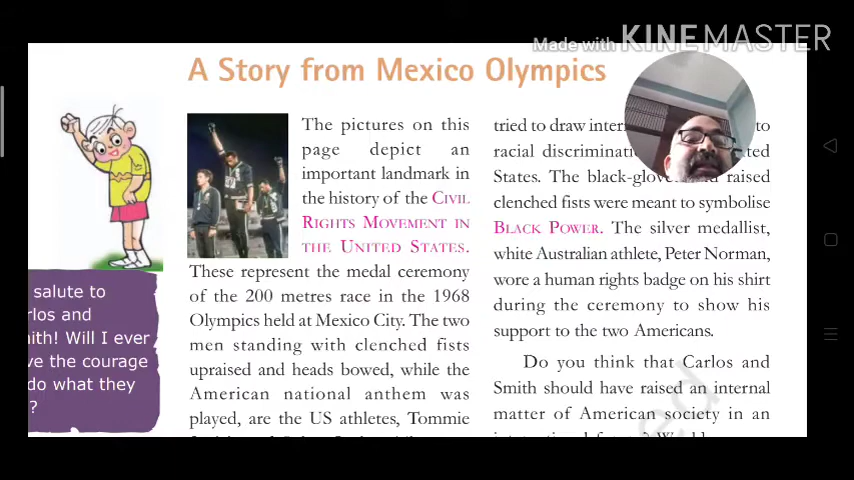 Made with KINEMASTER
A Story from Mexico Olympics
The pictures on this
page depict an
important landmark in
the history of the CIVIL
RIGHTS MOVEMENT IN
THE UNITED STATES.
These represent the medal ceremony
of the 200 metres race in the 1968
Olympics held at Mexico City. The two
men standing with clenched fists
upraised and heads bowed, while the
American national anthem was
played, are the US athletes, Tommie
tried to draw to
racial
States. The raised
clenched fists were meant to symbolise
BLACK POWER. The silver medallist,
white Australian athlete, Peter Norman,
wore a human rights badge on his shirt
during the ceremony to show his
support to the two Americans.
Do you think that Carlos and
Smith should have raised an internal
matter of American society in an
salute to
rlos and
ith! Will I ever
ve the courage
do what they
?